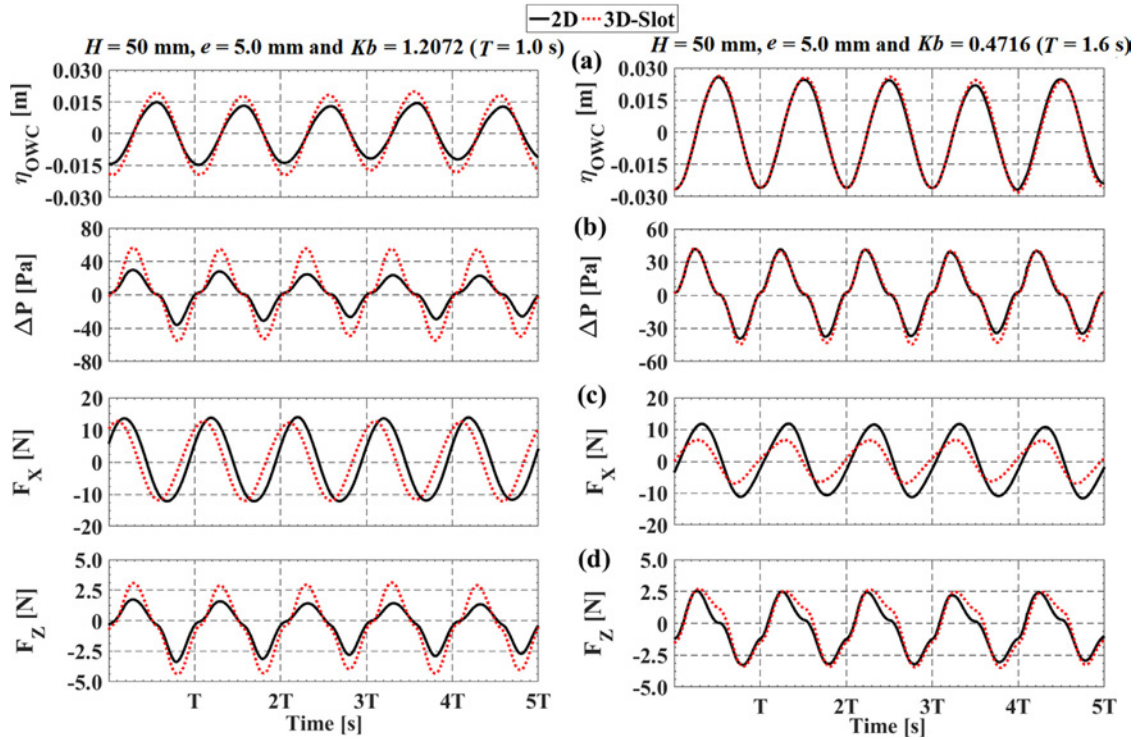 2D 3D-Slot
H = 50 mm, e = 5.0 mm and Kb = 1.2072 (T = 1.0 s)
H = 50 mm, e = 5.0 mm and Kb = 0.4716 (T = 1.6 s)
(a)
η_OWC [m]
0.030
0.015
0
-0.015
-0.030
η_OWC [m]
0.030
0.015
0
-0.015
-0.030
(b)
ΔP [Pa]
80
40
0
-40
-80
ΔP [Pa]
60
30
0
-30
-60
(c)
F_X [N]
20
10
0
-10
-20
F_X [N]
20
10
0
-10
-20
(d)
F_Z [N]
5.0
2.5
0
-2.5
-5.0
F_Z [N]
5.0
2.5
0
-2.5
-5.0
T 2T 3T 4T 5T
Time [s]
T 2T 3T 4T 5T
Time [s]